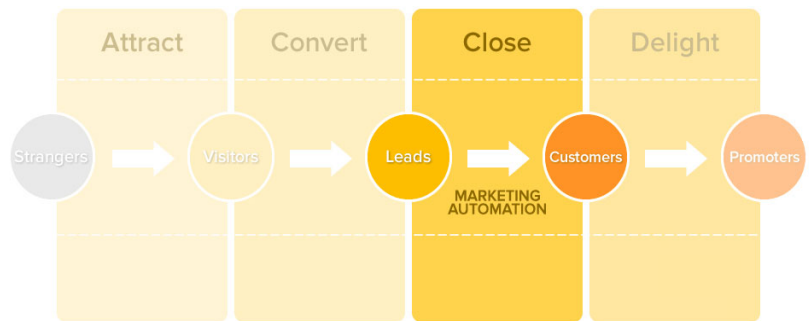 Attract
Convert
Close
Delight
Strangers
Visitors
Leads
Customers
Promoters
MARKETING
AUTOMATION